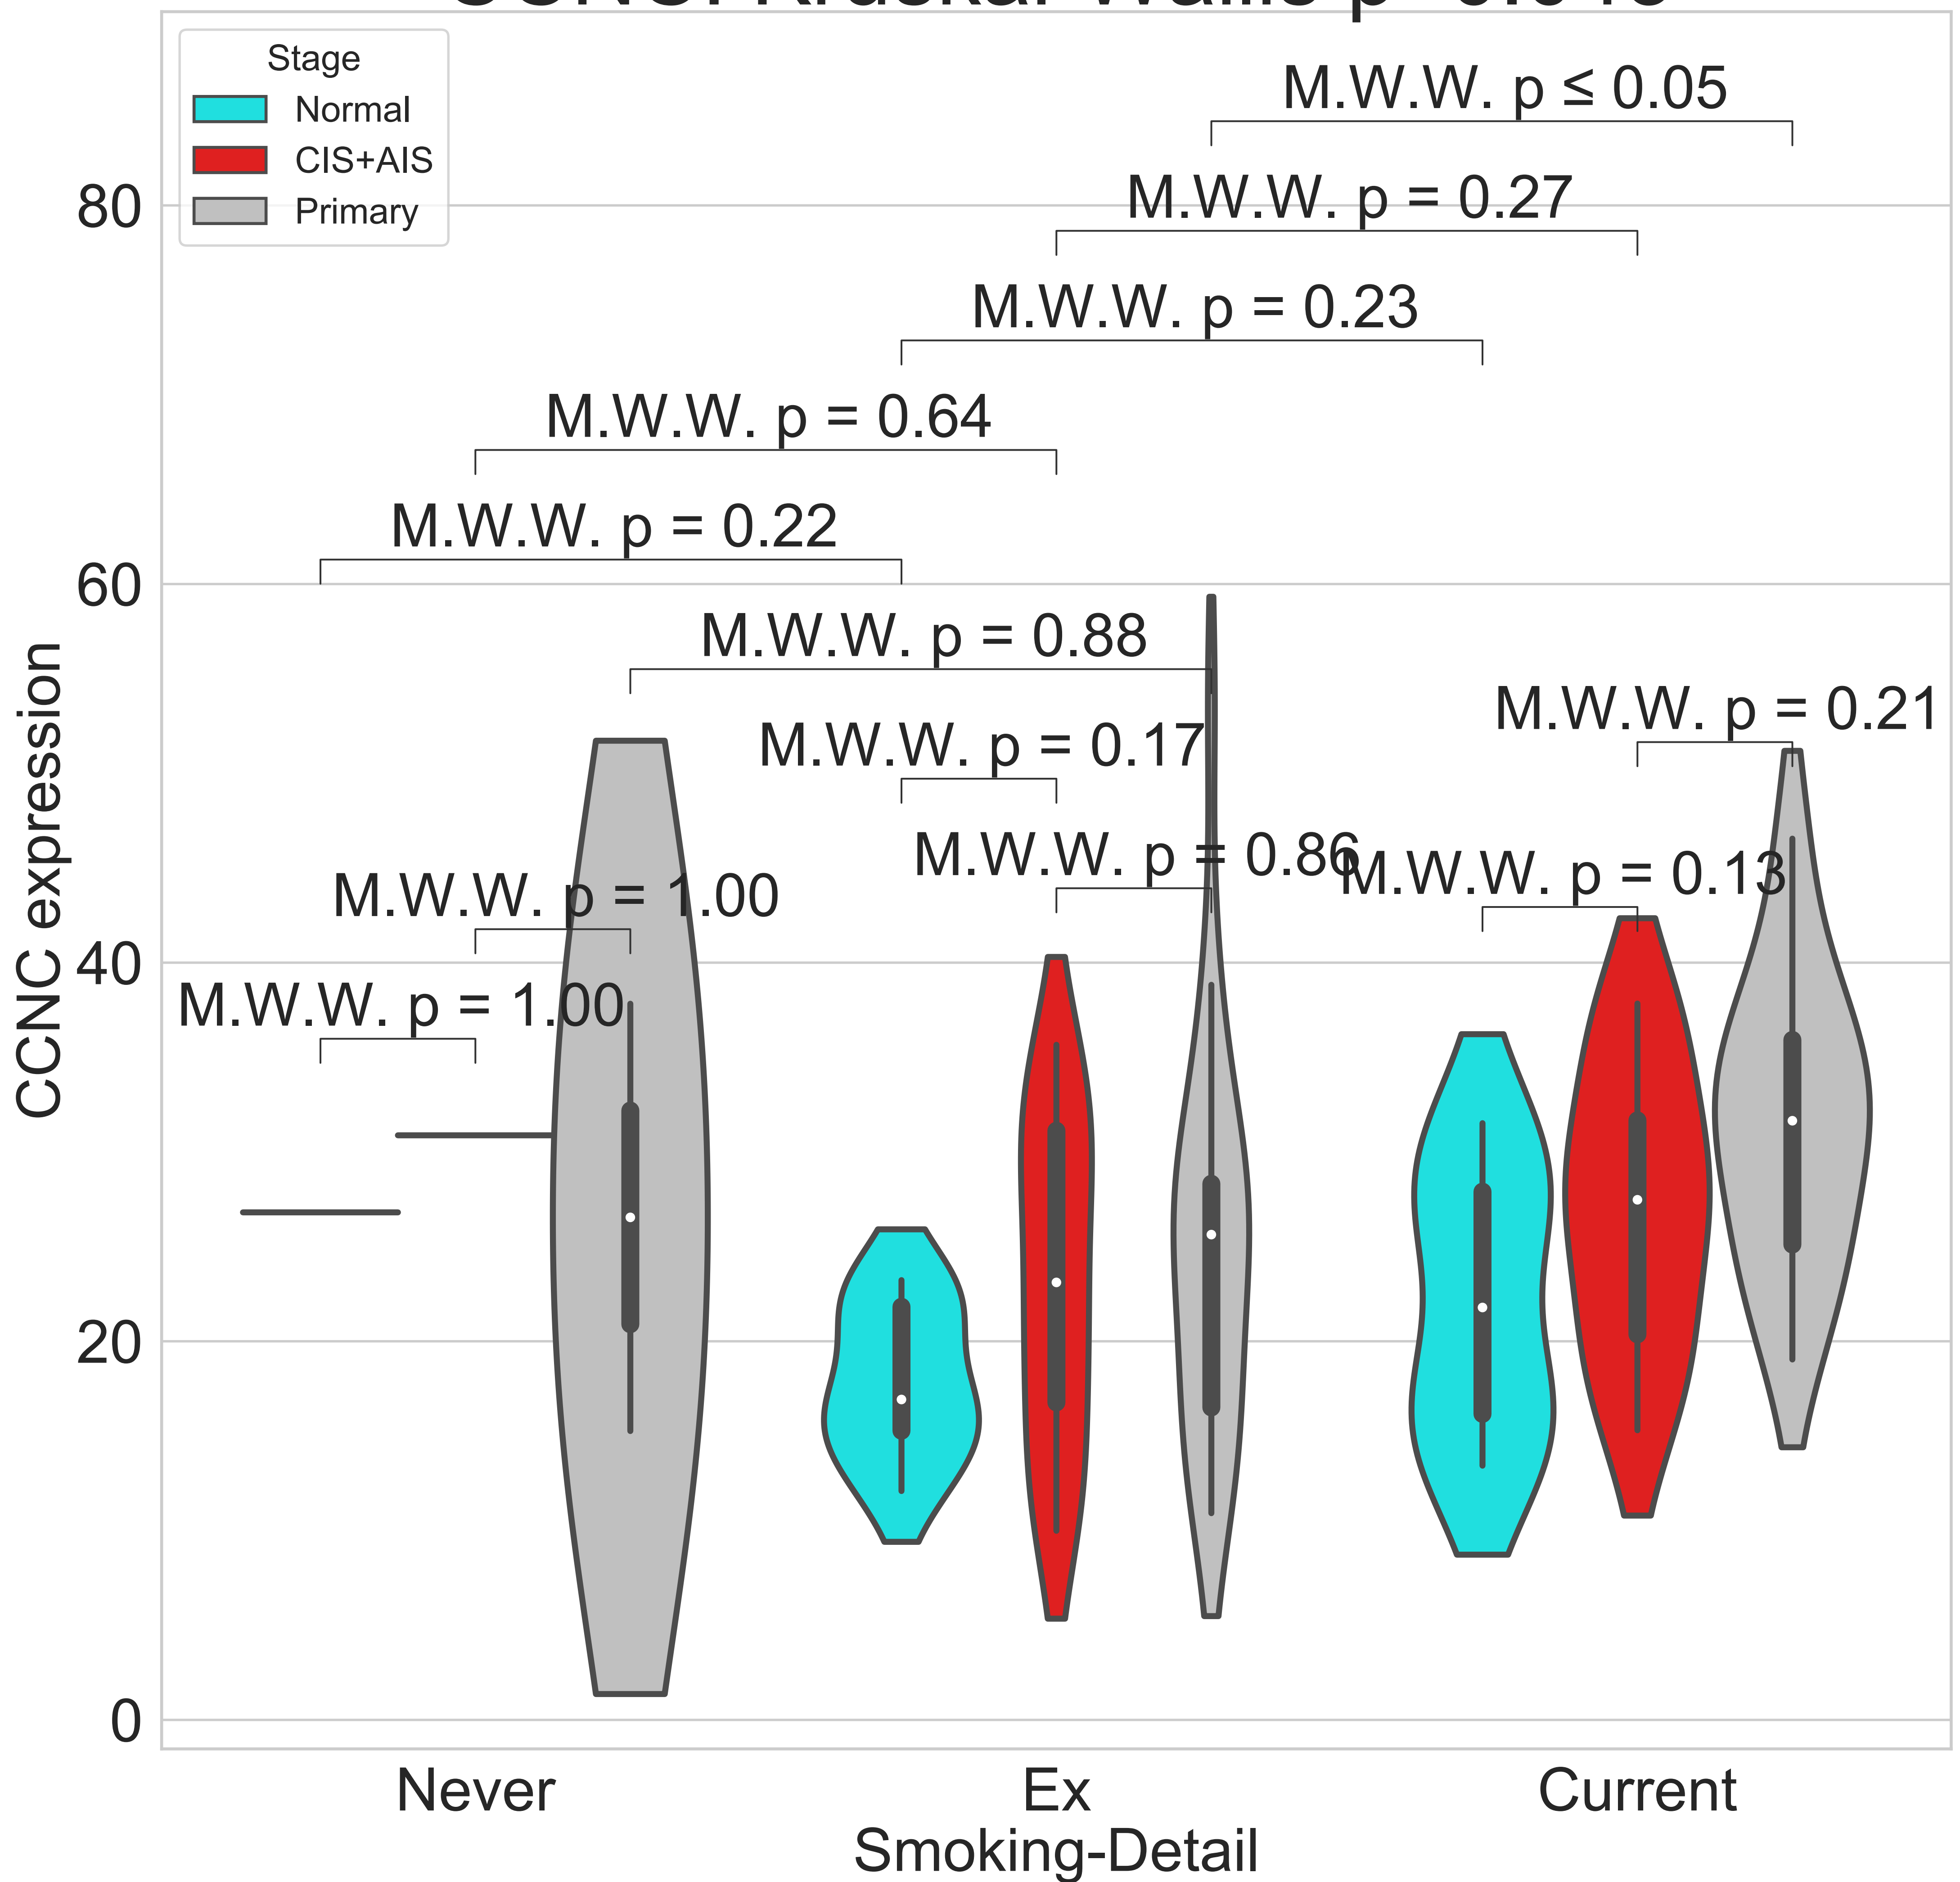 Stage
Normal
CIS+AIS
Primary
M.W.W. p ≤ 0.05
M.W.W. p = 0.27
M.W.W. p = 0.23
M.W.W. p = 0.64
M.W.W. p = 0.22
M.W.W. p = 0.88
M.W.W. p = 0.21
M.W.W. p = 0.17
M.W.W. p = 0.86
M.W.W. p = 0.13
M.W.W. p = 1.00
M.W.W. p = 1.00
80
60
40
20
0
CCNC expression
Never
Ex
Current
Smoking-Detail